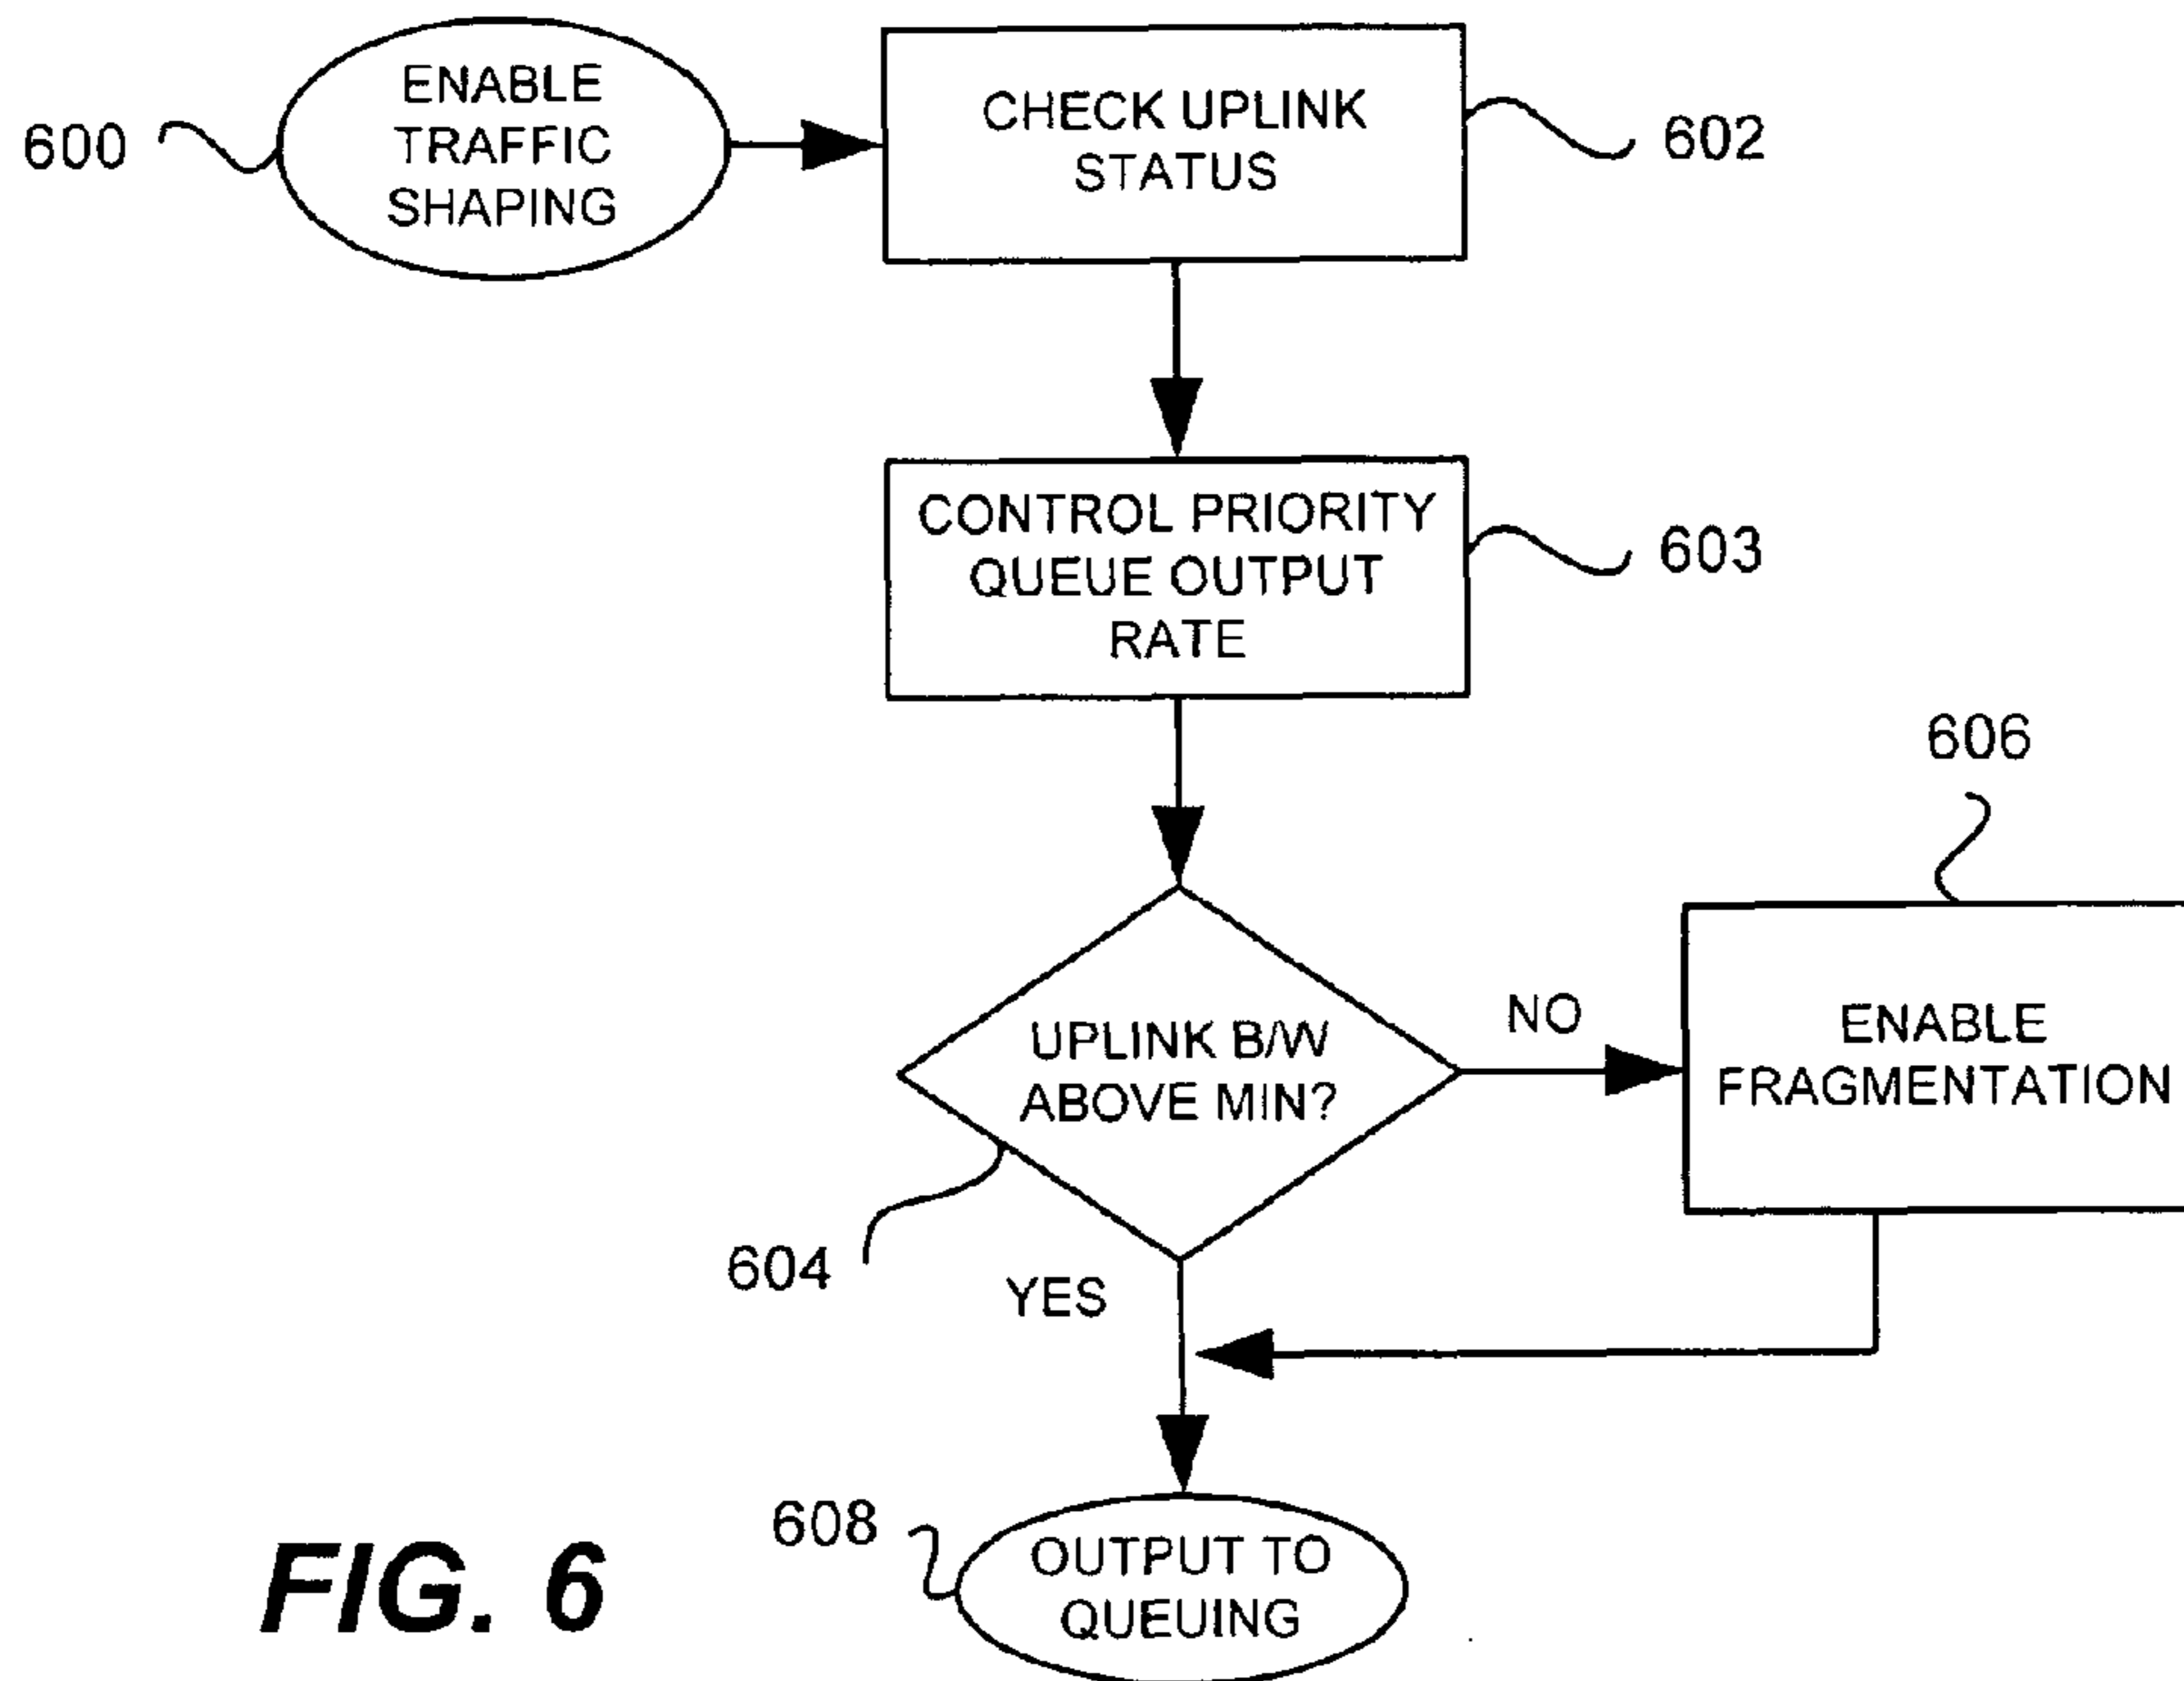 600
ENABLE
TRAFFIC
SHAPING
CHECK UPLINK
STATUS
602
CONTROL PRIORITY
QUEUE OUTPUT
RATE
603
606
UPLINK B/W
ABOVE MIN?
NO
ENABLE
FRAGMENTATION
604
YES
608
OUTPUT TO
QUEUING
FIG. 6